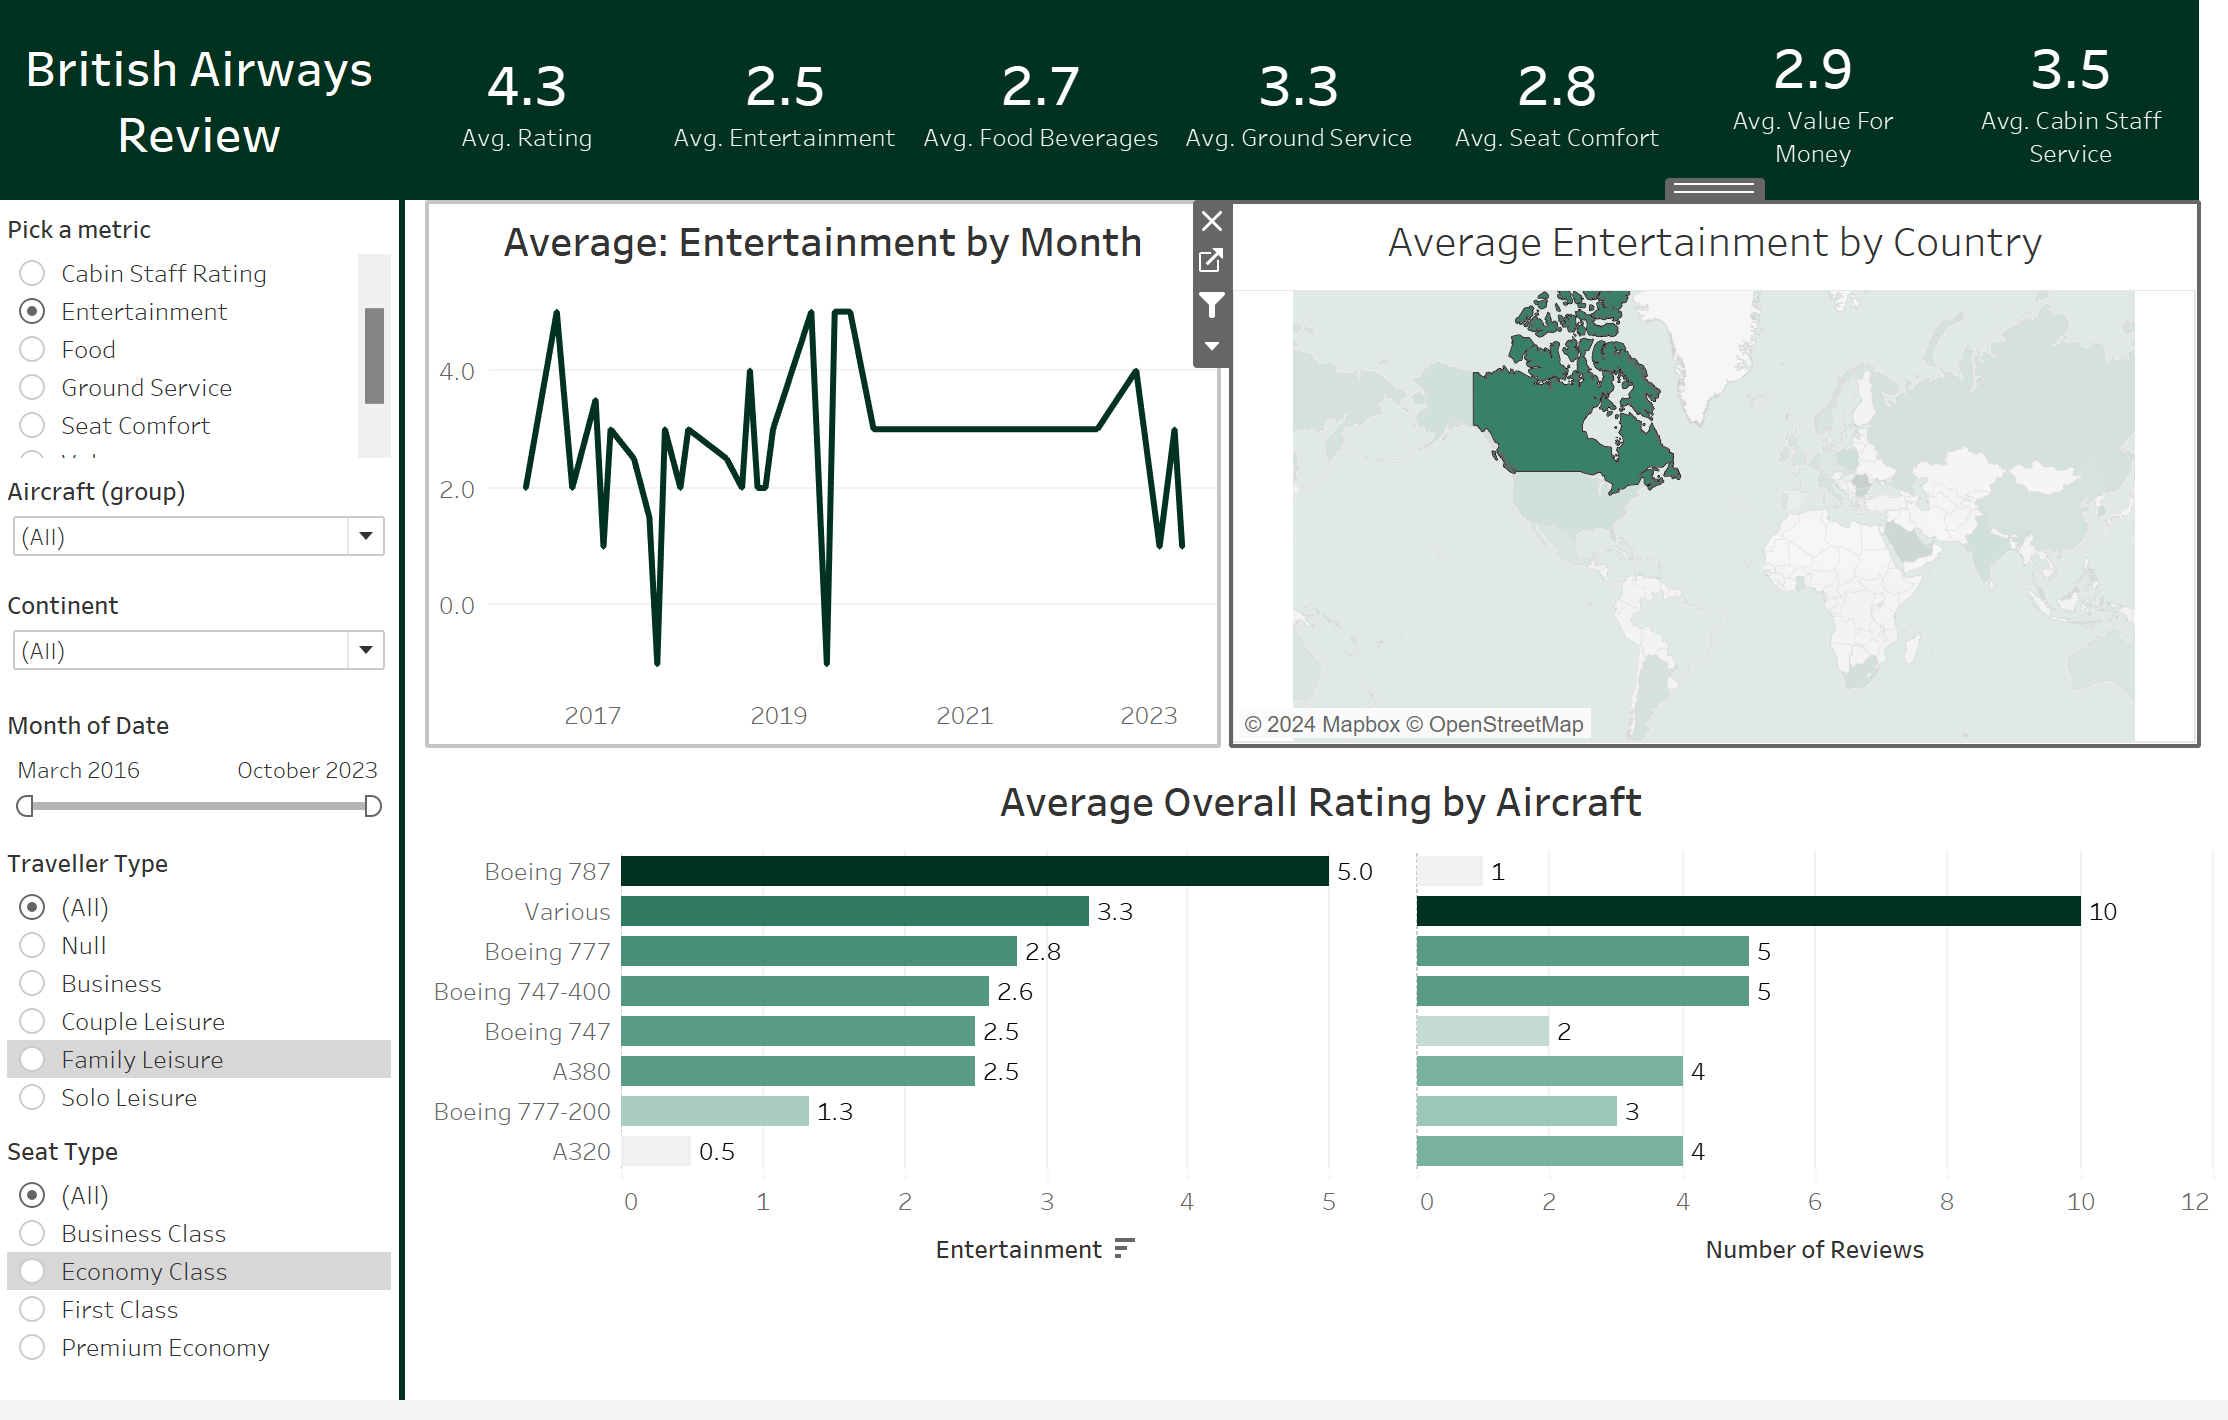 British Airways
Review
4.3
Avg. Rating
2.5
Avg. Entertainment
2.7
Avg. Food Beverages
3.3
Avg. Ground Service
2.8
Avg. Seat Comfort
2.9
Avg. Value For
Money
3.5
Avg. Cabin Staff
Service
Pick a metric
Cabin Staff Rating
Entertainment
Food
Ground Service
Seat Comfort
Aircraft (group)
(All)
Continent
(All)
Month of Date
March 2016
October 2023
Traveller Type
(All)
Null
Business
Couple Leisure
Family Leisure
Solo Leisure
Seat Type
(All)
Business Class
Economy Class
First Class
Premium Economy
Average: Entertainment by Month
4.0
2.0
0.0
2017
2019
2021
2023
Average Entertainment by Country
© 2024 Mapbox © OpenStreetMap
Average Overall Rating by Aircraft
Boeing 787 5.0 1
Various 3.3 10
Boeing 777 2.8 5
Boeing 747-400 2.6 5
Boeing 747 2.5 2
A380 2.5 4
Boeing 777-200 1.3 3
A320 0.5 4
0 1 2 3 4 5
0 2 4 6 8 10 12
Entertainment
Number of Reviews